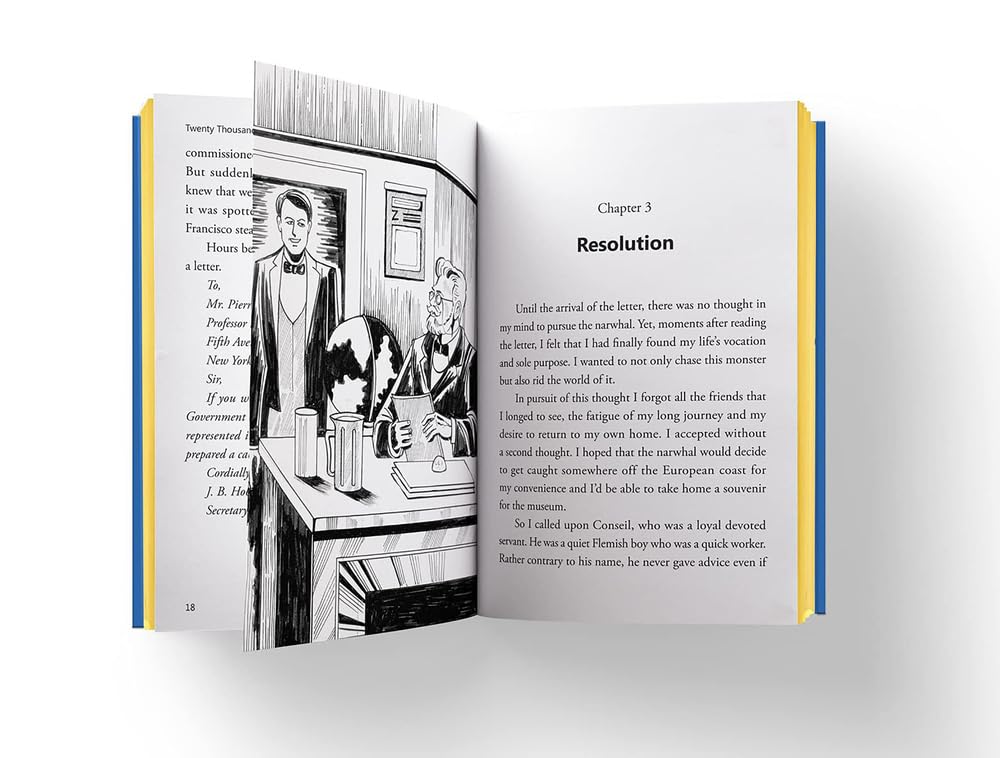 Twenty Thousand
commissione
But suddenl
knew that we
it was spotte
Francisco stea
Hours be
a letter.
To,
Mr. Pierr
Professor
Fifth Ave
New York
Sir,
If you w
Government
represented i
prepared a ca
Cordially
J. B. Ho
Secretary
18
Chapter 3
Resolution
Until the arrival of the letter, there was no thought in
my mind to pursue the narwhal. Yet, moments after reading
the letter, I felt that I had finally found my life's vocation
and sole purpose. I wanted to not only chase this monster
but also rid the world of it.
In pursuit of this thought I forgot all the friends that
I longed to see, the fatigue of my long journey and my
desire to return to my own home. I accepted without
a second thought. I hoped that the narwhal would decide
to get caught somewhere off the European coast for
my convenience and I'd be able to take home a souvenir
for the museum.
So I called upon Conseil, who was a loyal devoted
servant. He was a quiet Flemish boy who was a quick worker.
Rather contrary to his name, he never gave advice even if